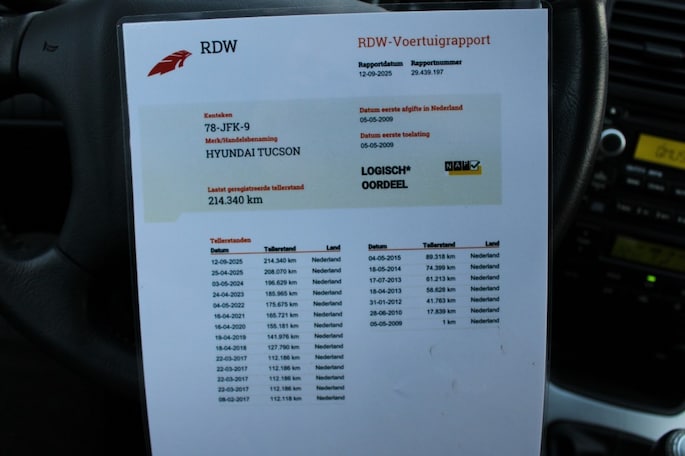 RDW
RDW-Voertuigrapport
Rapportdatum Rapportnummer
12-09-2025 29.439.197
Kenteken
78-JFK-9
Merk/Handelsbenaming
HYUNDAI TUCSON
Laatst geregistreerde tellerstand
214.340 km
Datum eerste afgifte in Nederland
05-05-2009
Datum eerste toelating
05-05-2009
LOGISCH*
OORDEEL
NAP
Tellerstanden
Datum Tellerstand Land
12-09-2025 214.340 km Nederland
25-04-2025 208.070 km Nederland
03-05-2024 196.629 km Nederland
24-04-2023 185.965 km Nederland
04-05-2022 175.675 km Nederland
16-04-2021 165.721 km Nederland
16-04-2020 155.181 km Nederland
19-04-2019 141.976 km Nederland
18-04-2018 127.790 km Nederland
22-03-2017 112.186 km Nederland
22-03-2017 112.186 km Nederland
22-03-2017 112.186 km Nederland
22-03-2017 112.186 km Nederland
08-02-2017 112.118 km Nederland
Datum Tellerstand Land
04-05-2015 89.318 km Nederland
18-05-2014 74.399 km Nederland
17-07-2013 61.213 km Nederland
18-04-2013 58.628 km Nederland
31-01-2012 41.763 km Nederland
28-06-2010 17.839 km Nederland
05-05-2009 1 km Nederland